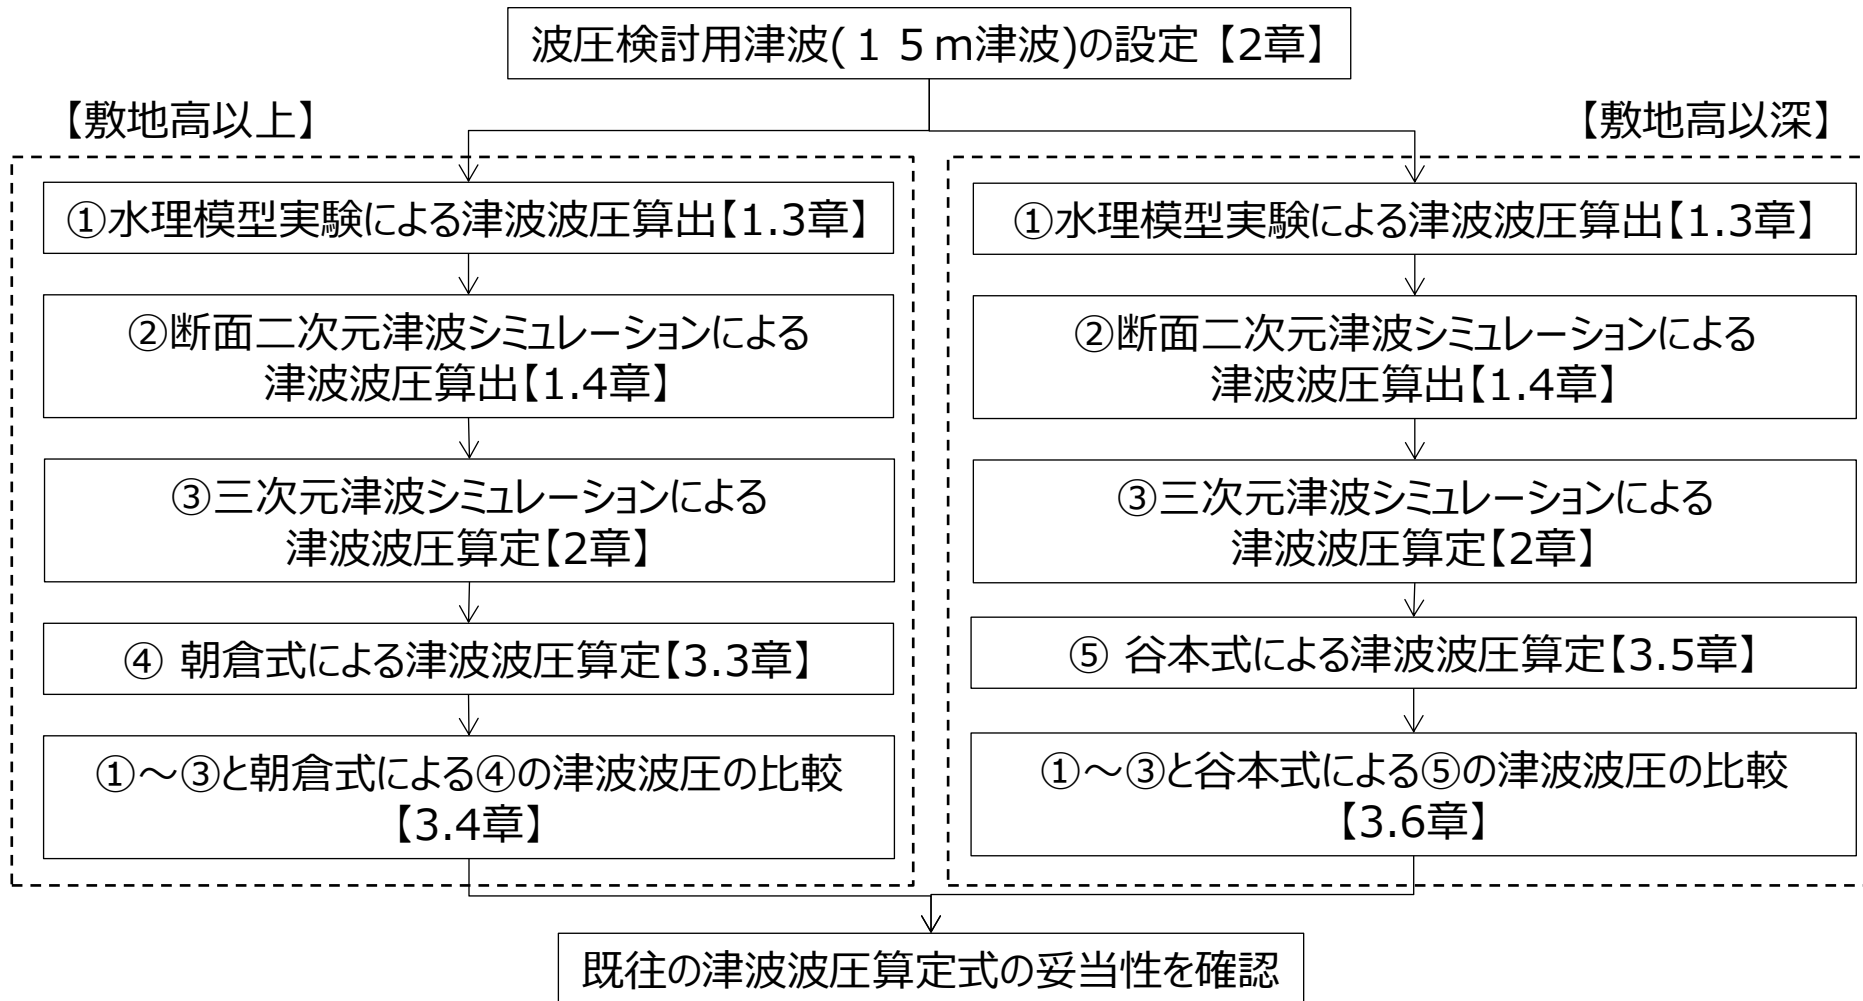 波圧検討用津波(１５ｍ津波)の設定【2章】
【敷地高以上】
①水理模型実験による津波波圧算出【1.3章】
②断面二次元津波シミュレーションによる
津波波圧算出【1.4章】
③三次元津波シミュレーションによる
津波波圧算定【2章】
④ 朝倉式による津波波圧算定【3.3章】
①～③と朝倉式による④の津波波圧の比較
【3.4章】
【敷地高以深】
①水理模型実験による津波波圧算出【1.3章】
②断面二次元津波シミュレーションによる
津波波圧算出【1.4章】
③三次元津波シミュレーションによる
津波波圧算定【2章】
⑤ 谷本式による津波波圧算定【3.5章】
①～③と谷本式による⑤の津波波圧の比較
【3.6章】
既往の津波波圧算定式の妥当性を確認